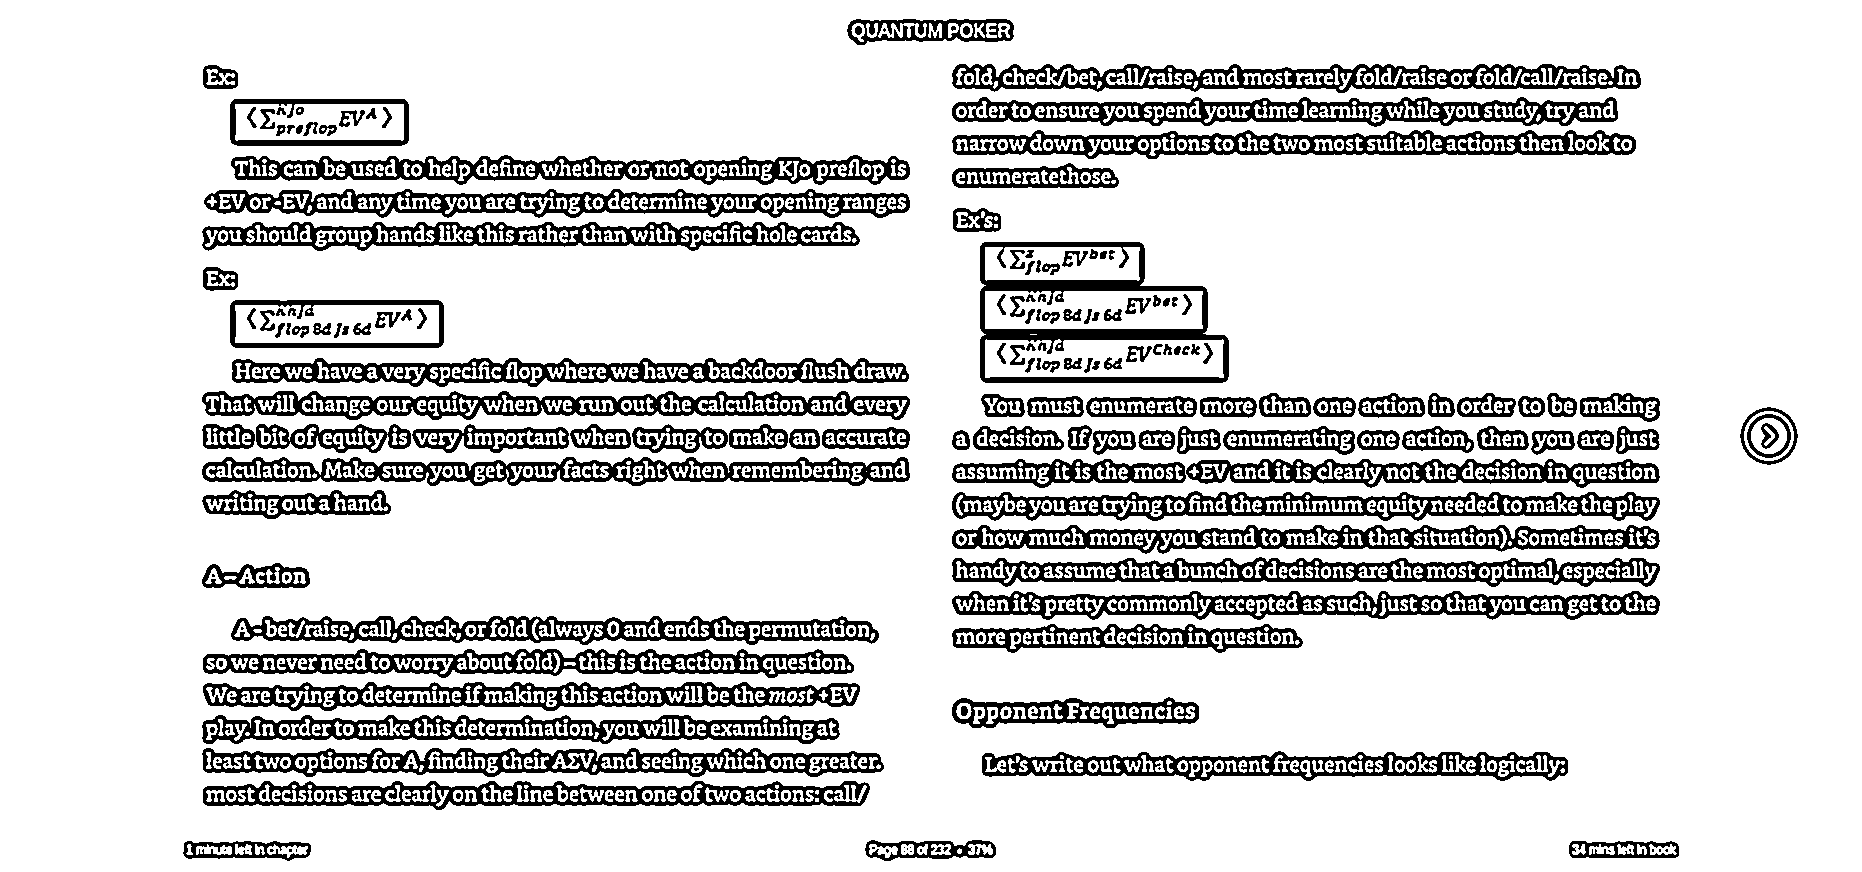 QUANTUM POKER
Ex:
⟨∑^{KJo}_{preflop} EV^A⟩
This can be used to help define whether or not opening KJo preflop is
+EV or -EV, and any time you are trying to determine your opening ranges
you should group hands like this rather than with specific hole cards.
Ex:
⟨∑^{KhJd}_{flop 8d Js 6d} EV^A⟩
Here we have a very specific flop where we have a backdoor flush draw.
That will change our equity when we run out the calculation and every
little bit of equity is very important when trying to make an accurate
calculation. Make sure you get your facts right when remembering and
writing out a hand.
A – Action
A - bet/raise, call, check, or fold (always 0 and ends the permutation,
so we never need to worry about fold) – this is the action in question.
We are trying to determine if making this action will be the most +EV
play. In order to make this determination, you will be examining at
least two options for A, finding their AΣV, and seeing which one greater.
most decisions are clearly on the line between one of two actions: call/
fold, check/bet, call/raise, and most rarely fold/raise or fold/call/raise. In
order to ensure you spend your time learning while you study, try and
narrow down your options to the two most suitable actions then look to
enumeratethose.
Ex's:
⟨∑^{z}_{flop} EV^{bet}⟩
⟨∑^{KhJd}_{flop 8d Js 6d} EV^{bet}⟩
⟨∑^{KhJd}_{flop 8d Js 6d} EV^{Check}⟩
You must enumerate more than one action in order to be making
a decision. If you are just enumerating one action, then you are just
assuming it is the most +EV and it is clearly not the decision in question
(maybe you are trying to find the minimum equity needed to make the play
or how much money you stand to make in that situation). Sometimes it's
handy to assume that a bunch of decisions are the most optimal, especially
when it's pretty commonly accepted as such, just so that you can get to the
more pertinent decision in question.
Opponent Frequencies
Let's write out what opponent frequencies looks like logically:
1 minute left in chapter
Page 88 of 232 • 37%
34 mins left in book